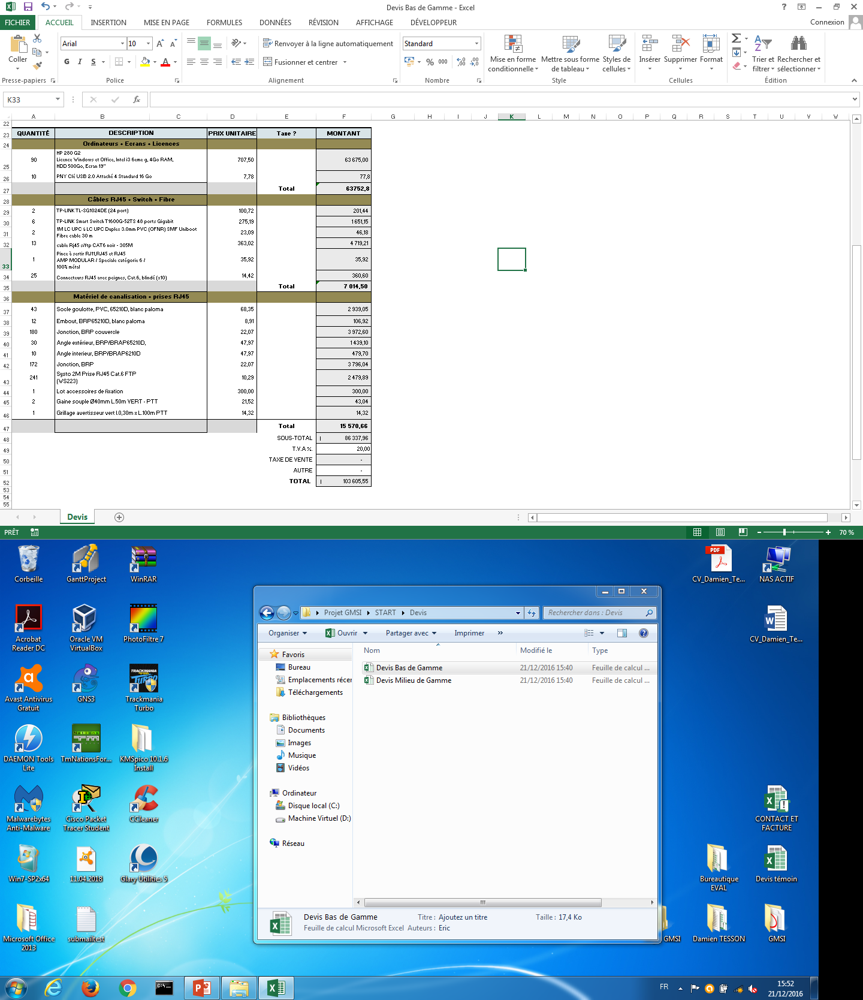 Devis Bas de Gamme - Excel
FICHIER ACCUEIL INSERTION MISE EN PAGE FORMULES DONNÉES RÉVISION AFFICHAGE DÉVELOPPEUR Connexion
Coller
Presse-papiers
Arial 10
G I S
Police
Renvoyer à la ligne automatiquement
Fusionner et centrer
Alignement
Standard
% 000
Nombre
Mise en forme conditionnelle
Mettre sous forme de tableau
Styles de cellules
Style
Insérer Supprimer Format
Cellules
Trier et filtrer
Rechercher et sélectionner
Édition
K33
fx
A B C D E F G H I J K L M N O P Q R S T U V W
22
23 QUANTITÉ DESCRIPTION PRIX UNITAIRE Taxe ? MONTANT
24 Ordinateurs + Ecrans + Licences
HP 280 G2
90 Licence Windows et Office, Intel i3 6eme g, 4Go RAM, 707,50 63 675,00
25 HDD 500Go, Ecran 19"
26 10 PNY Clé USB 2.0 Attaché 4 Standard 16 Go 7,78 77,8
27 Total 63752,8
28 Câbles RJ45 + Switch + Fibre
29 2 TP-LINK TL-SG1024DE (24 port) 100,72 201,44
30 6 TP-LINK Smart Switch T1600G-52TS 48 ports Gigabit 275,19 1 651,15
1M LC UPC à LC UPC Duplex 3.0mm PVC (OFNR) SMF Uniboot
31 2 Fibre cable 30 m 23,09 46,18
32 13 cable Rj45 s/ftp CAT6 noir - 305M 363,02 4 719,21
Pince à sertir RJ11,RJ45 et RJ45
1 AMP MODULAR / Speciale catégorie 6 / 35,92 35,92
33 100% métal
34 25 Connecteurs RJ45 avec peignes, Cat.6, blindé (x10) 14,42 360,60
35 Total 7 014,50
36 Matériel de canalisation + prises RJ45
37 43 Socle goulotte, PVC, 65210D, blanc paloma 68,35 2 939,05
38 12 Embout, BRP65210D, blanc paloma 8,91 106,92
39 180 Jonction, BRP couvercle 22,07 3 972,60
40 30 Angle extérieur, BRP/BRAP65210D, 47,97 1 439,10
41 10 Angle interieur, BRP/BRAP6210D 47,97 479,70
42 172 Jonction, BRP 22,07 3 796,04
Systo 2M Prise RJ45 Cat.6 FTP
43 241 (WS223) 10,29 2 479,89
44 1 Lot accessoires de fixation 300,00 300,00
45 2 Gaine souple Ø40mm L.50m VERT - PTT 21,52 43,04
46 1 Grillage avertisseur vert l.0,30m x L.100m PTT 14,32 14,32
47 Total 15 570,66
48 SOUS-TOTAL 86 337,96
49 T.V.A %. 20,00
50 TAXE DE VENTE -
51 AUTRE -
52 TOTAL 103 605,55
53
54
55
Devis
PRÊT 70 %
Corbeille
GanttProject
WinRAR
CV_Damien_Te...
NAS ACTIF
Acrobat Reader DC
Oracle VM VirtualBox
PhotoFiltre 7
CV_Damien_Te...
Avast Antivirus Gratuit
GNS3
Trackmania Turbo
DAEMON Tools Lite
TmNationsFor...
KMSpico 10.1.6 Install
Malwarebytes Anti-Malware
Cisco Packet Tracer Student
CCleaner
CONTACT ET FACTURE
Win7-SP2x64
11.04.2018
Glary Utilities 5
Bureautique EVAL
Devis témoin
Microsoft Office 2013
submailtest
GMSI
Damien TESSON
GMSI
Projet GMSI START Devis
Rechercher dans : Devis
Organiser Ouvrir Partager avec Imprimer »
Nom Modifié le Type
Devis Bas de Gamme 21/12/2016 15:40 Feuille de calcul ...
Devis Milieu de Gamme 21/12/2016 15:40 Feuille de calcul ...
Favoris
Bureau
Emplacements récen
Téléchargements
Bibliothèques
Documents
Images
Musique
Vidéos
Ordinateur
Disque local (C:)
Machine Virtuel (D:)
Réseau
Devis Bas de Gamme Titre : Ajoutez un titre Taille : 17,4 Ko
Feuille de calcul Microsoft Excel Auteurs : Eric
FR
15:52
21/12/2016